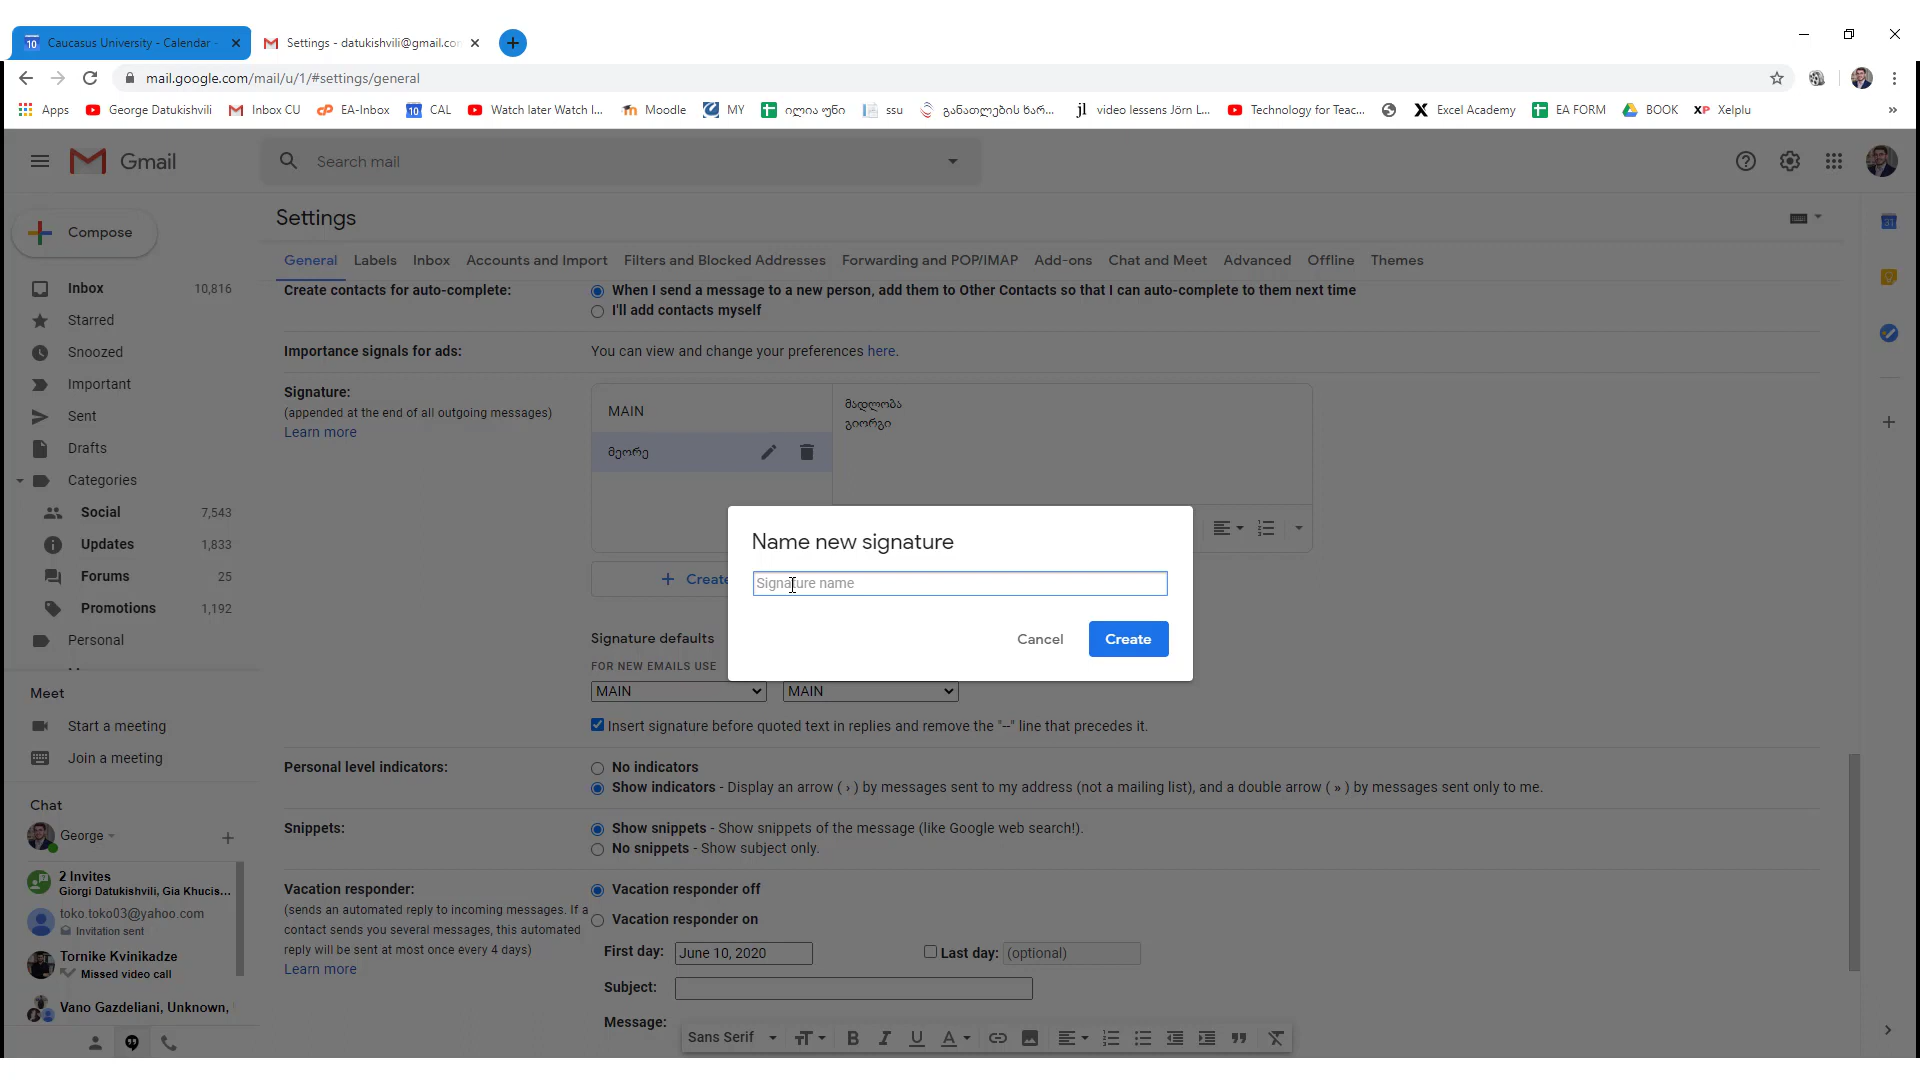 Caucasus University - Calendar -
Settings - datukishvili@gmail.co
mail.google.com/mail/u/1/#settings/general
Apps
George Datukishvili
Inbox CU
EA-Inbox
CAL
Watch later Watch l...
Moodle
MY
ილია უნი
ssu
განათლების ხარ...
jl video lessens Jörn L...
Technology for Teac...
Excel Academy
EA FORM
BOOK
XP Xelplu
Gmail
Search mail
Compose
Settings
General
Labels
Inbox
Accounts and Import
Filters and Blocked Addresses
Forwarding and POP/IMAP
Add-ons
Chat and Meet
Advanced
Offline
Themes
Inbox 10,816
Starred
Snoozed
Important
Sent
Drafts
Categories
Social 7,543
Updates 1,833
Forums 25
Promotions 1,192
Personal
Meet
Start a meeting
Join a meeting
Chat
George
2 Invites
Giorgi Datukishvili, Gia Khucis...
toko.toko03@yahoo.com
Invitation sent
Tornike Kvinikadze
Missed video call
Vano Gazdeliani, Unknown,
Create contacts for auto-complete:
When I send a message to a new person, add them to Other Contacts so that I can auto-complete to them next time
I'll add contacts myself
Importance signals for ads:
You can view and change your preferences here.
Signature:
(appended at the end of all outgoing messages)
Learn more
MAIN
მეორე
მადლობა
გიორგი
Name new signature
Signature name
Cancel
Create
+ Create
Signature defaults
FOR NEW EMAILS USE
MAIN
MAIN
Insert signature before quoted text in replies and remove the "--" line that precedes it.
Personal level indicators:
No indicators
Show indicators - Display an arrow ( › ) by messages sent to my address (not a mailing list), and a double arrow ( » ) by messages sent only to me.
Snippets:
Show snippets - Show snippets of the message (like Google web search!).
No snippets - Show subject only.
Vacation responder:
(sends an automated reply to incoming messages. If a
contact sends you several messages, this automated
reply will be sent at most once every 4 days)
Learn more
Vacation responder off
Vacation responder on
First day: June 10, 2020
Last day: (optional)
Subject:
Message:
Sans Serif